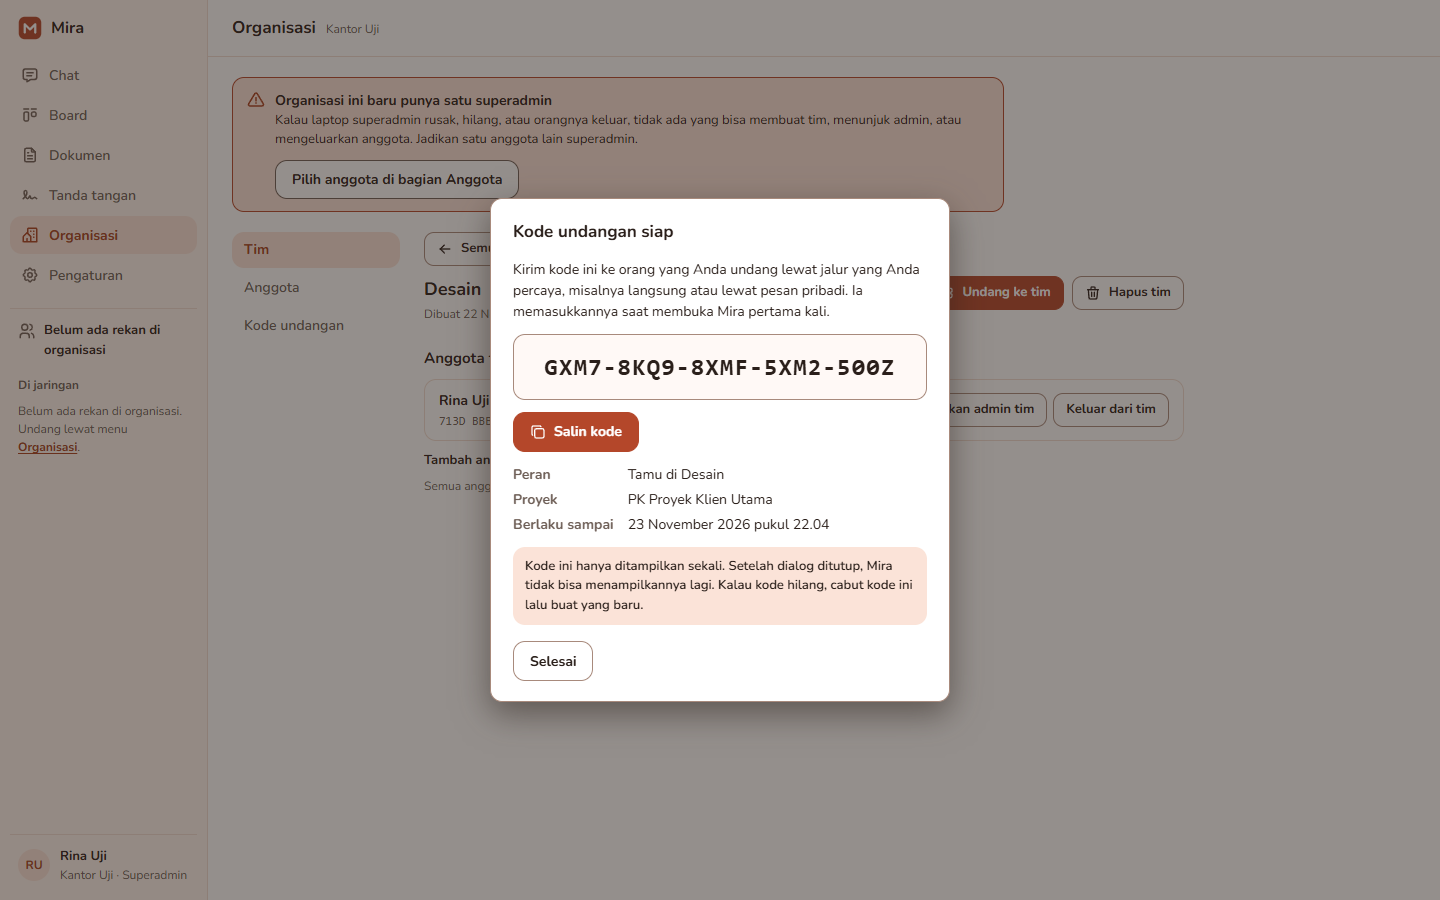 Mira
Organisasi Kantor Uji
Chat
Board
Dokumen
Tanda tangan
Organisasi
Pengaturan
Belum ada rekan di
organisasi
Di jaringan
Belum ada rekan di organisasi.
Undang lewat menu
Organisasi.
RU
Rina Uji
Kantor Uji · Superadmin
Organisasi ini baru punya satu superadmin
Kalau laptop superadmin rusak, hilang, atau orangnya keluar, tidak ada yang bisa membuat tim, menunjuk admin, atau
mengeluarkan anggota. Jadikan satu anggota lain superadmin.
Pilih anggota di bagian Anggota
Tim
Anggota
Kode undangan
Desain
Dibuat 22
Undang ke tim
Hapus tim
Anggota
Rina Uji
713D
admin tim
Keluar dari tim
Tambah
Semua
Kode undangan siap
Kirim kode ini ke orang yang Anda undang lewat jalur yang Anda
percaya, misalnya langsung atau lewat pesan pribadi. Ia
memasukkannya saat membuka Mira pertama kali.
GXM7-8KQ9-8XMF-5XM2-500Z
Salin kode
Peran Tamu di Desain
Proyek PK Proyek Klien Utama
Berlaku sampai 23 November 2026 pukul 22.04
Kode ini hanya ditampilkan sekali. Setelah dialog ditutup, Mira
tidak bisa menampilkannya lagi. Kalau kode hilang, cabut kode ini
lalu buat yang baru.
Selesai